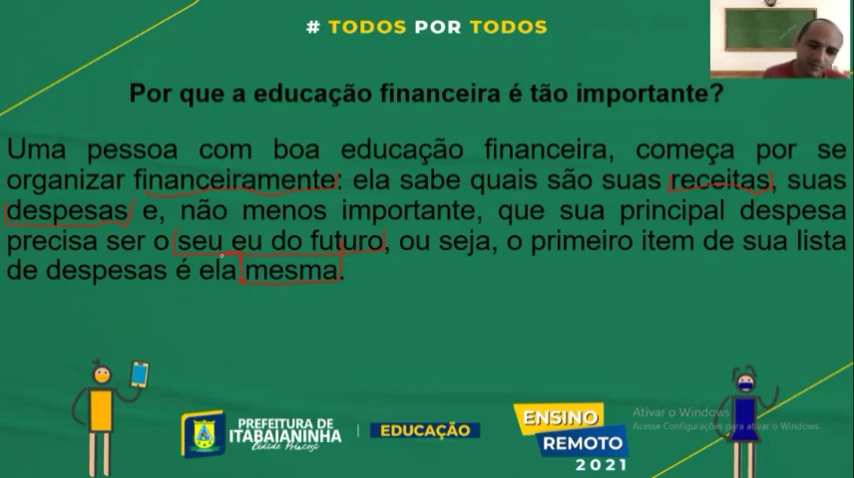 # TODOS POR TODOS
Por que a educação financeira é tão importante?
Uma pessoa com boa educação financeira, começa por se
organizar financeiramente: ela sabe quais são suas receitas, suas
despesas e, não menos importante, que sua principal despesa
precisa ser o seu eu do futuro, ou seja, o primeiro item de sua lista
de despesas é ela mesma.
PREFEITURA DE
ITABAIANINHA
Cidade Princesa
EDUCAÇÃO
ENSINO
REMOTO
2021
Ativar o Windows
Acesse Configurações para ativar o Windows.